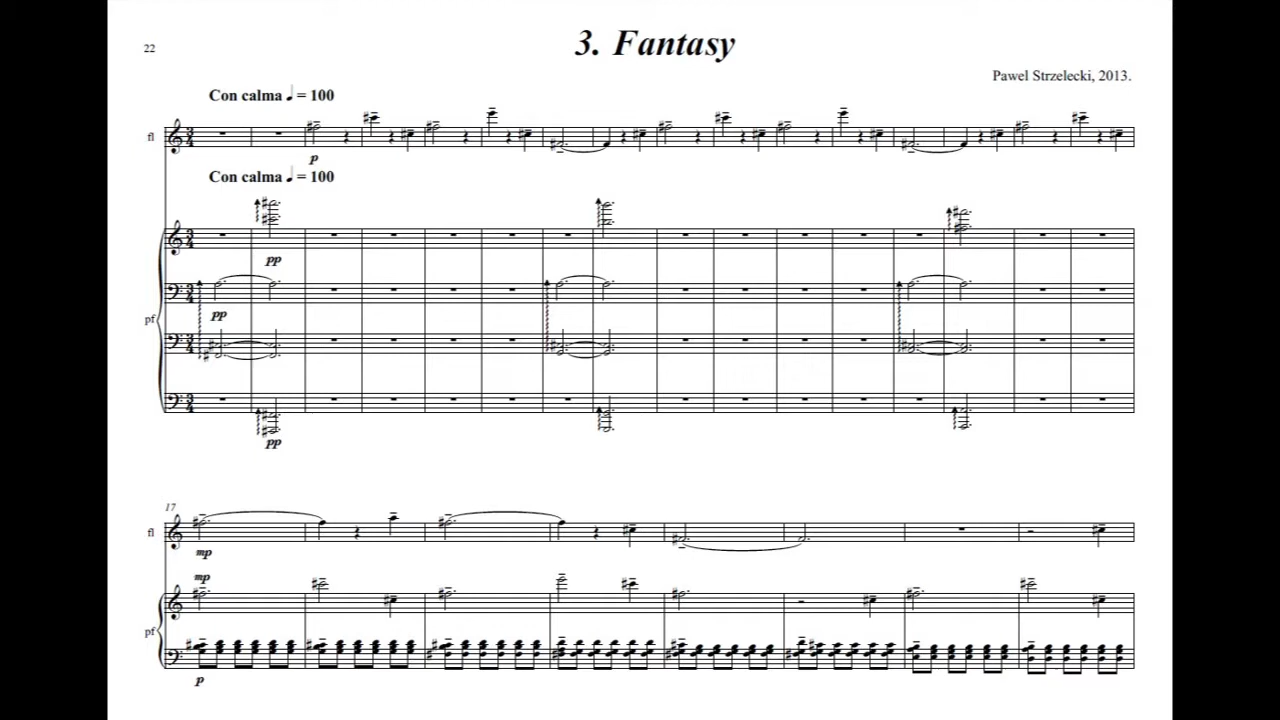 22
3. Fantasy
Pawel Strzelecki, 2013.
Con calma ♩ = 100
fl
p
Con calma ♩ = 100
pp
pp
pf
pp
17
fl
mp
mp
pf
p